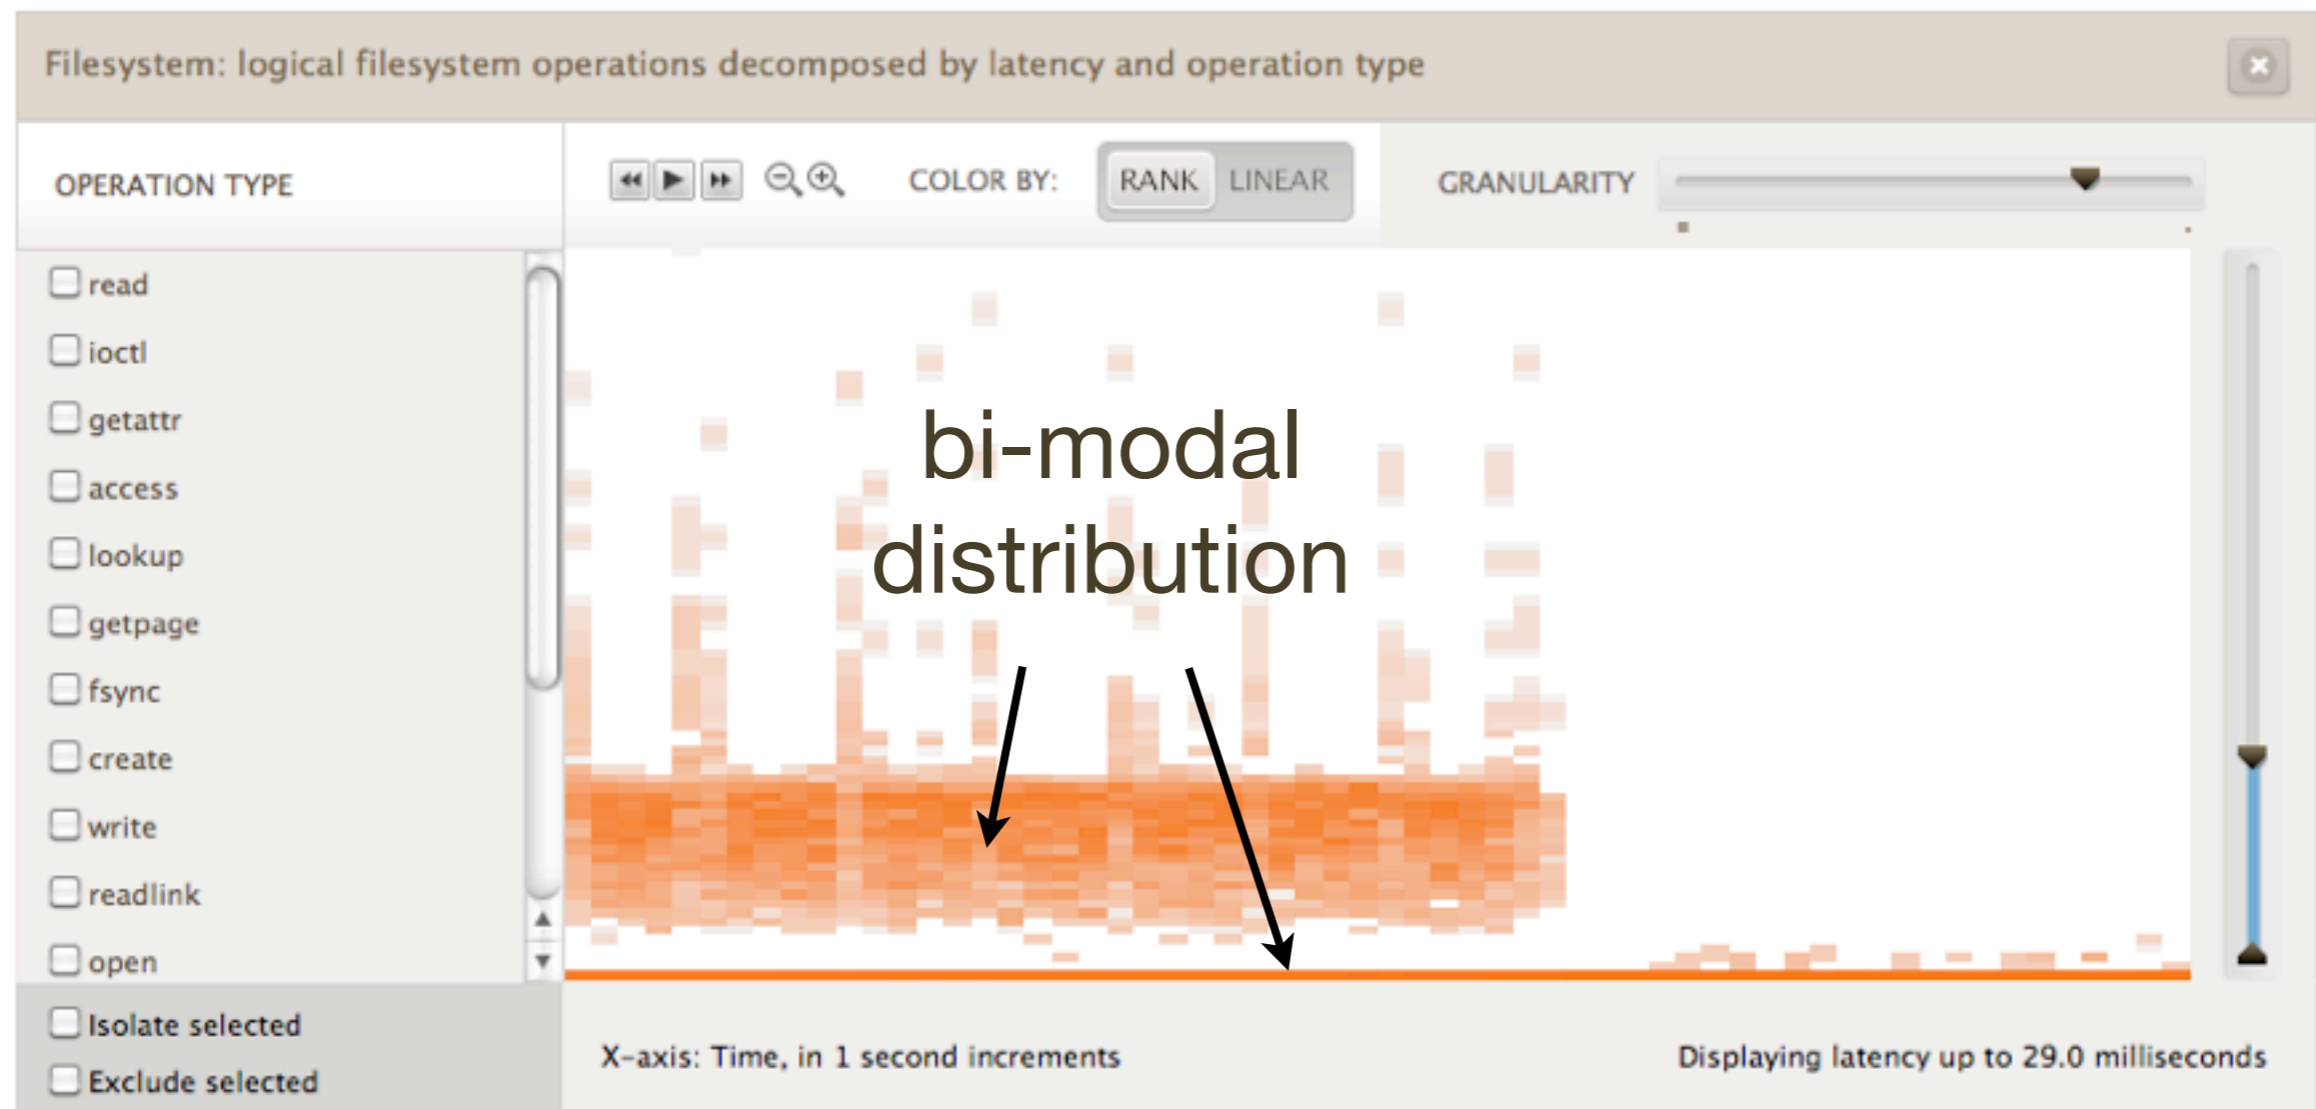 Filesystem: logical filesystem operations decomposed by latency and operation type
OPERATION TYPE
COLOR BY:
RANK
LINEAR
GRANULARITY
read
ioctl
getattr
access
lookup
getpage
fsync
create
write
readlink
open
bi-modal
distribution
Isolate selected
Exclude selected
X-axis: Time, in 1 second increments
Displaying latency up to 29.0 milliseconds